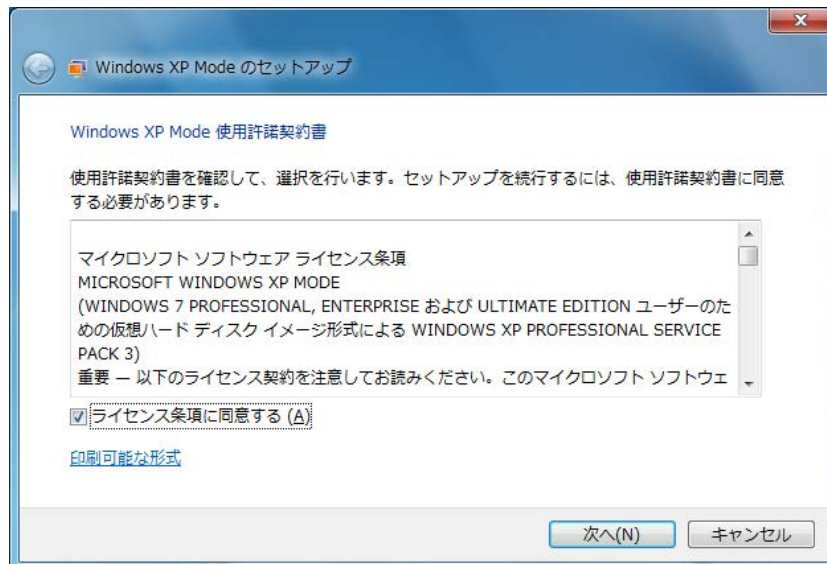 Windows XP Mode のセットアップ
Windows XP Mode 使用許諾契約書
使用許諾契約書を確認して、選択を行います。セットアップを続行するには、使用許諾契約書に同意
する必要があります。
マイクロソフト ソフトウェア ライセンス条項
MICROSOFT WINDOWS XP MODE
(WINDOWS 7 PROFESSIONAL, ENTERPRISE および ULTIMATE EDITION ユーザーのた
めの仮想ハード ディスク イメージ形式による WINDOWS XP PROFESSIONAL SERVICE
PACK 3)
重要 — 以下のライセンス契約を注意してお読みください。このマイクロソフト ソフトウェ
ライセンス条項に同意する (A)
印刷可能な形式
次へ(N)
キャンセル